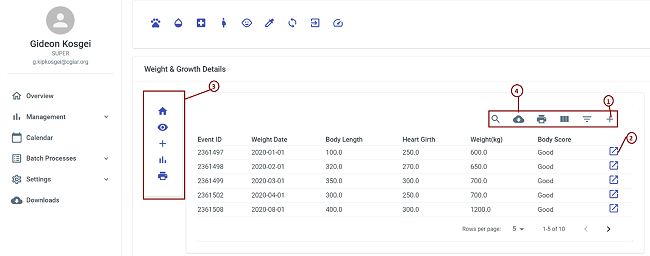 Gideon Kosgei
SUPER
g.kipkosgei@cgiar.org
Overview
Management
Calendar
Batch Processes
Settings
Downloads
Weight & Growth Details
3
4
1
2
Event ID Weight Date Body Length Heart Girth Weight(kg) Body Score
2361497 2020-01-01 100.0 250.0 600.0 Good
2361498 2020-02-01 320.0 270.0 650.0 Good
2361499 2020-03-01 350.0 300.0 700.0 Good
2361502 2020-04-01 300.0 250.0 700.0 Good
2361508 2020-08-01 400.0 300.0 1200.0 Good
Rows per page: 5 1-5 of 10